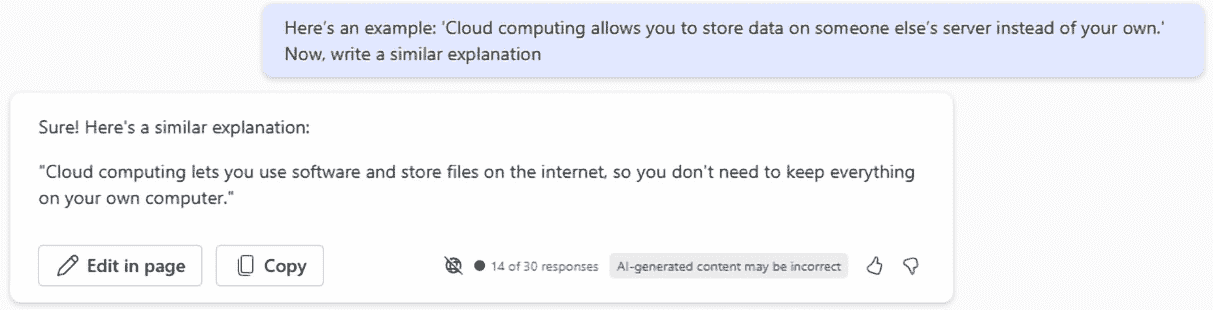 Here's an example: 'Cloud computing allows you to store data on someone else's server instead of your own.'
Now, write a similar explanation
Sure! Here's a similar explanation:
"Cloud computing lets you use software and store files on the internet, so you don't need to keep everything
on your own computer."
Edit in page
Copy
14 of 30 responses
AI-generated content may be incorrect